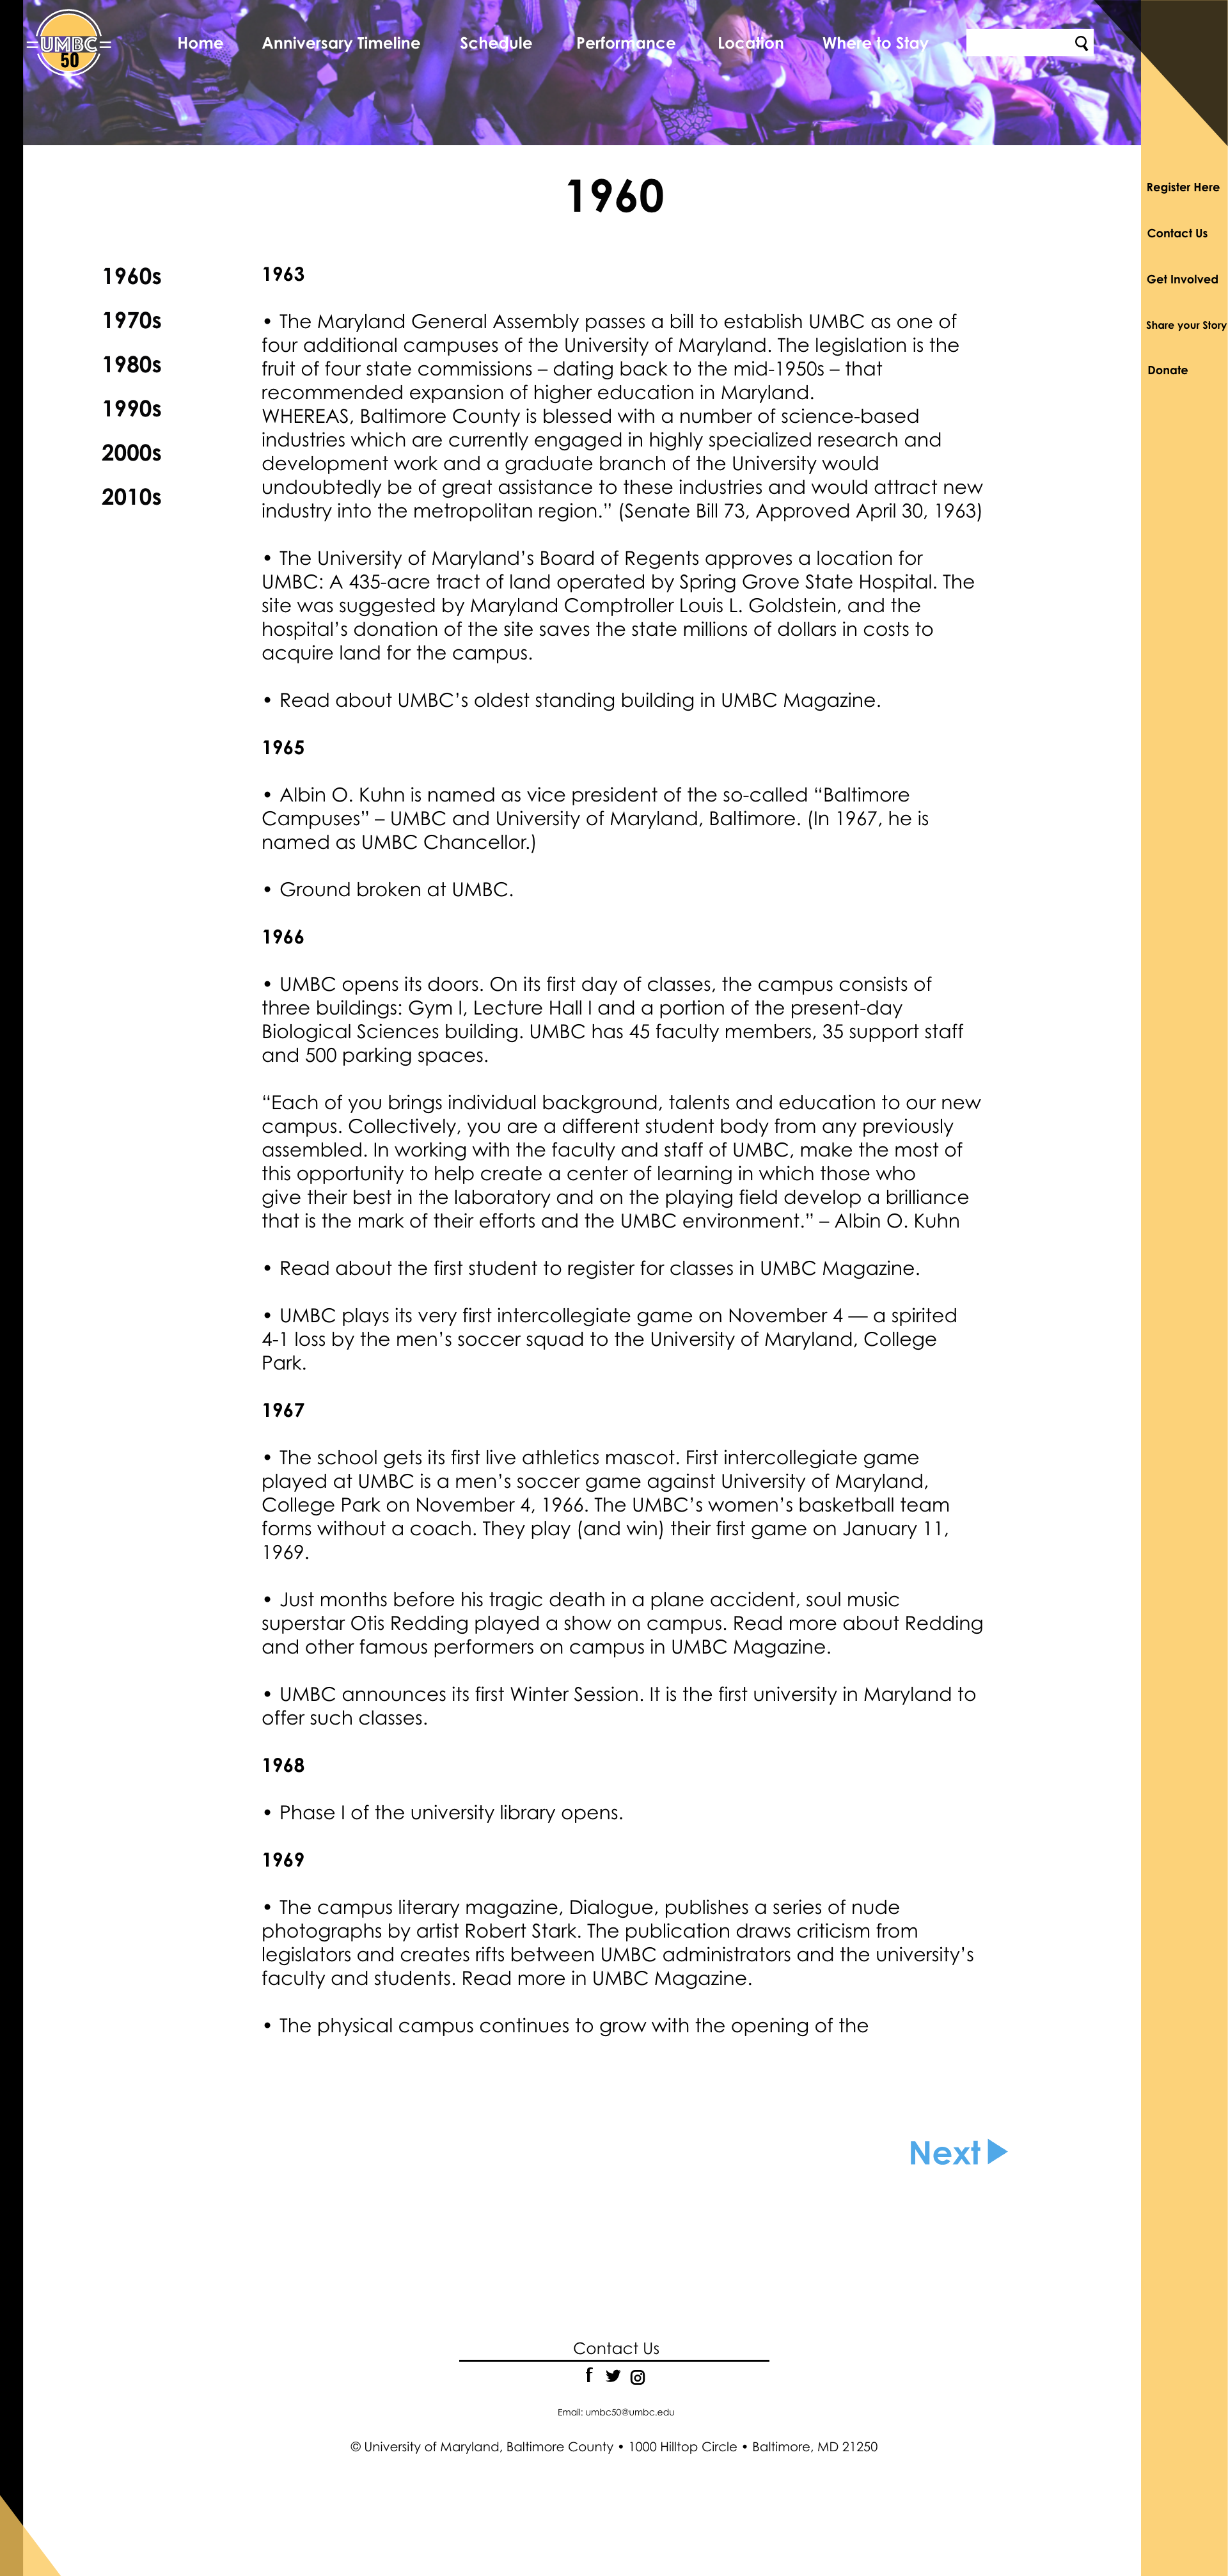 UMBC
50
Home Anniversary Timeline Schedule Performance Location Where to Stay
Register Here
Contact Us
Get Involved
Share your Story
Donate
1960
1960s
1970s
1980s
1990s
2000s
2010s
1963
• The Maryland General Assembly passes a bill to establish UMBC as one of
four additional campuses of the University of Maryland. The legislation is the
fruit of four state commissions – dating back to the mid-1950s – that
recommended expansion of higher education in Maryland.
WHEREAS, Baltimore County is blessed with a number of science-based
industries which are currently engaged in highly specialized research and
development work and a graduate branch of the University would
undoubtedly be of great assistance to these industries and would attract new
industry into the metropolitan region.” (Senate Bill 73, Approved April 30, 1963)
• The University of Maryland’s Board of Regents approves a location for
UMBC: A 435-acre tract of land operated by Spring Grove State Hospital. The
site was suggested by Maryland Comptroller Louis L. Goldstein, and the
hospital’s donation of the site saves the state millions of dollars in costs to
acquire land for the campus.
• Read about UMBC’s oldest standing building in UMBC Magazine.
1965
• Albin O. Kuhn is named as vice president of the so-called “Baltimore
Campuses” – UMBC and University of Maryland, Baltimore. (In 1967, he is
named as UMBC Chancellor.)
• Ground broken at UMBC.
1966
• UMBC opens its doors. On its first day of classes, the campus consists of
three buildings: Gym I, Lecture Hall I and a portion of the present-day
Biological Sciences building. UMBC has 45 faculty members, 35 support staff
and 500 parking spaces.
“Each of you brings individual background, talents and education to our new
campus. Collectively, you are a different student body from any previously
assembled. In working with the faculty and staff of UMBC, make the most of
this opportunity to help create a center of learning in which those who
give their best in the laboratory and on the playing field develop a brilliance
that is the mark of their efforts and the UMBC environment.” – Albin O. Kuhn
• Read about the first student to register for classes in UMBC Magazine.
• UMBC plays its very first intercollegiate game on November 4 — a spirited
4-1 loss by the men’s soccer squad to the University of Maryland, College
Park.
1967
• The school gets its first live athletics mascot. First intercollegiate game
played at UMBC is a men’s soccer game against University of Maryland,
College Park on November 4, 1966. The UMBC’s women’s basketball team
forms without a coach. They play (and win) their first game on January 11,
1969.
• Just months before his tragic death in a plane accident, soul music
superstar Otis Redding played a show on campus. Read more about Redding
and other famous performers on campus in UMBC Magazine.
• UMBC announces its first Winter Session. It is the first university in Maryland to
offer such classes.
1968
• Phase I of the university library opens.
1969
• The campus literary magazine, Dialogue, publishes a series of nude
photographs by artist Robert Stark. The publication draws criticism from
legislators and creates rifts between UMBC administrators and the university’s
faculty and students. Read more in UMBC Magazine.
• The physical campus continues to grow with the opening of the
Next
Contact Us
Email: umbc50@umbc.edu
© University of Maryland, Baltimore County • 1000 Hilltop Circle • Baltimore, MD 21250